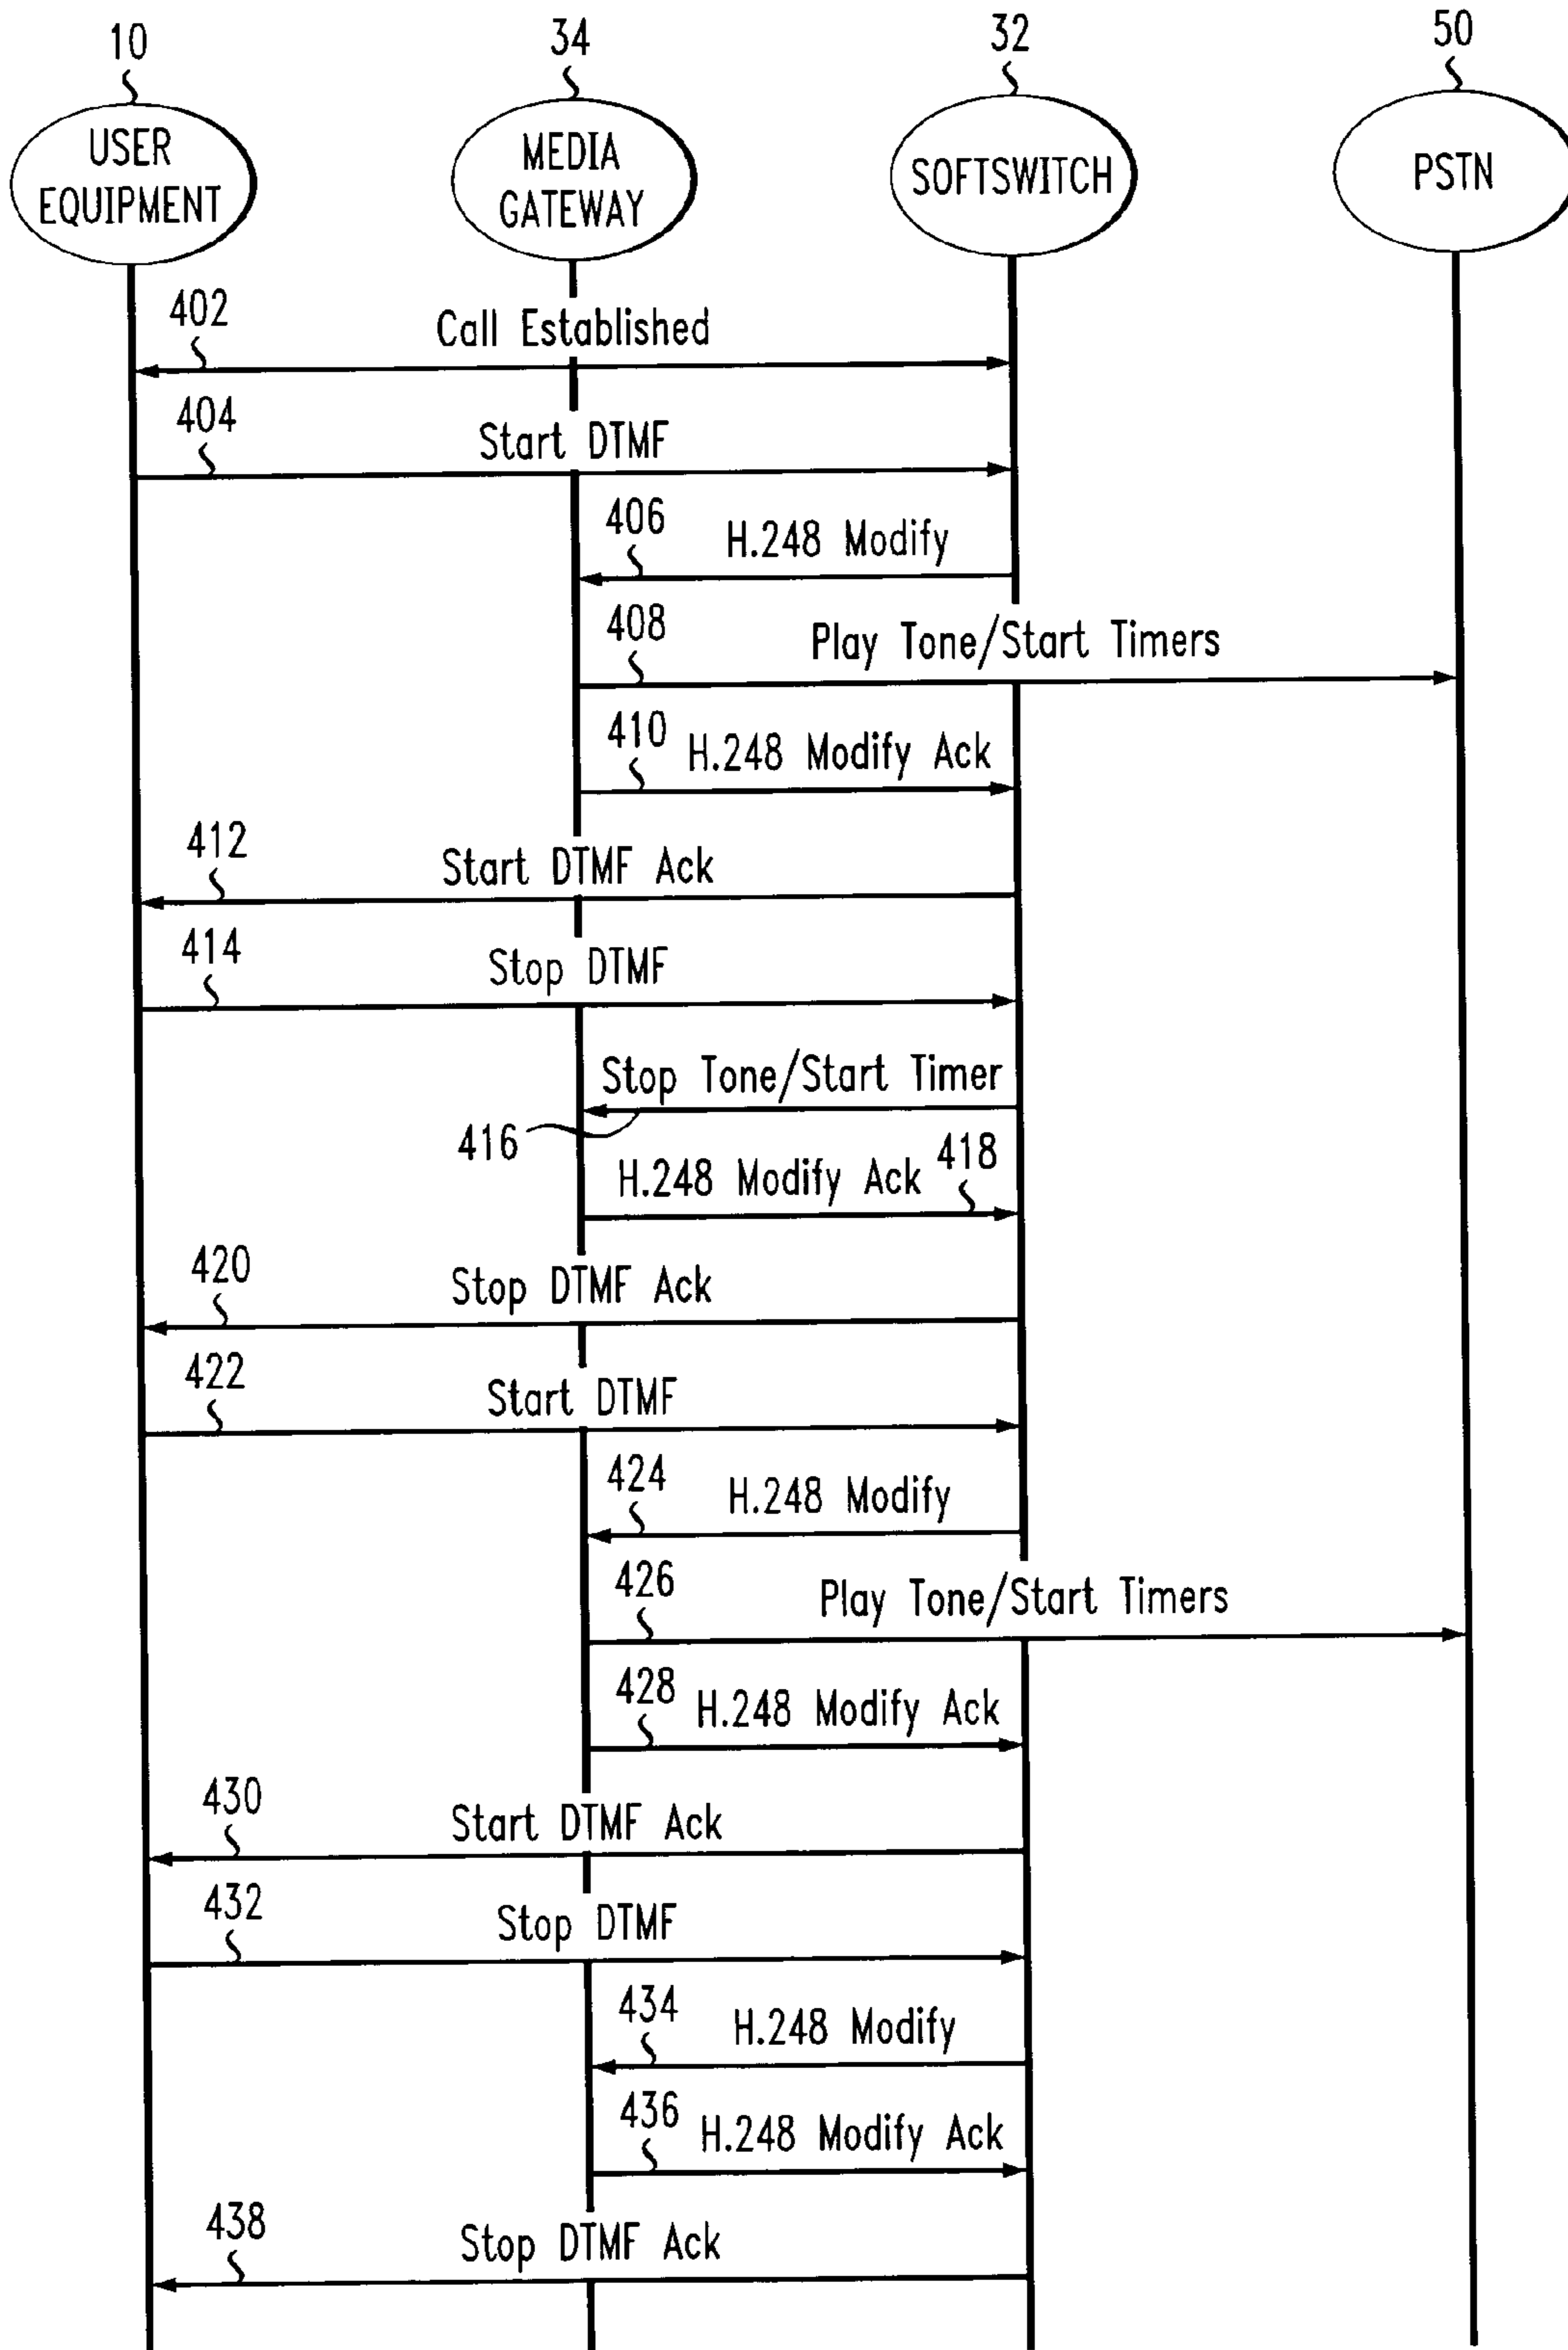 10
34
32
50
USER
EQUIPMENT
MEDIA
GATEWAY
SOFTSWITCH
PSTN
402
Call Established
404
Start DTMF
406
H.248 Modify
408
Play Tone/Start Timers
410
H.248 Modify Ack
412
Start DTMF Ack
414
Stop DTMF
Stop Tone/Start Timer
416
H.248 Modify Ack
418
420
Stop DTMF Ack
422
Start DTMF
424
H.248 Modify
426
Play Tone/Start Timers
428
H.248 Modify Ack
430
Start DTMF Ack
432
Stop DTMF
434
H.248 Modify
436
H.248 Modify Ack
438
Stop DTMF Ack